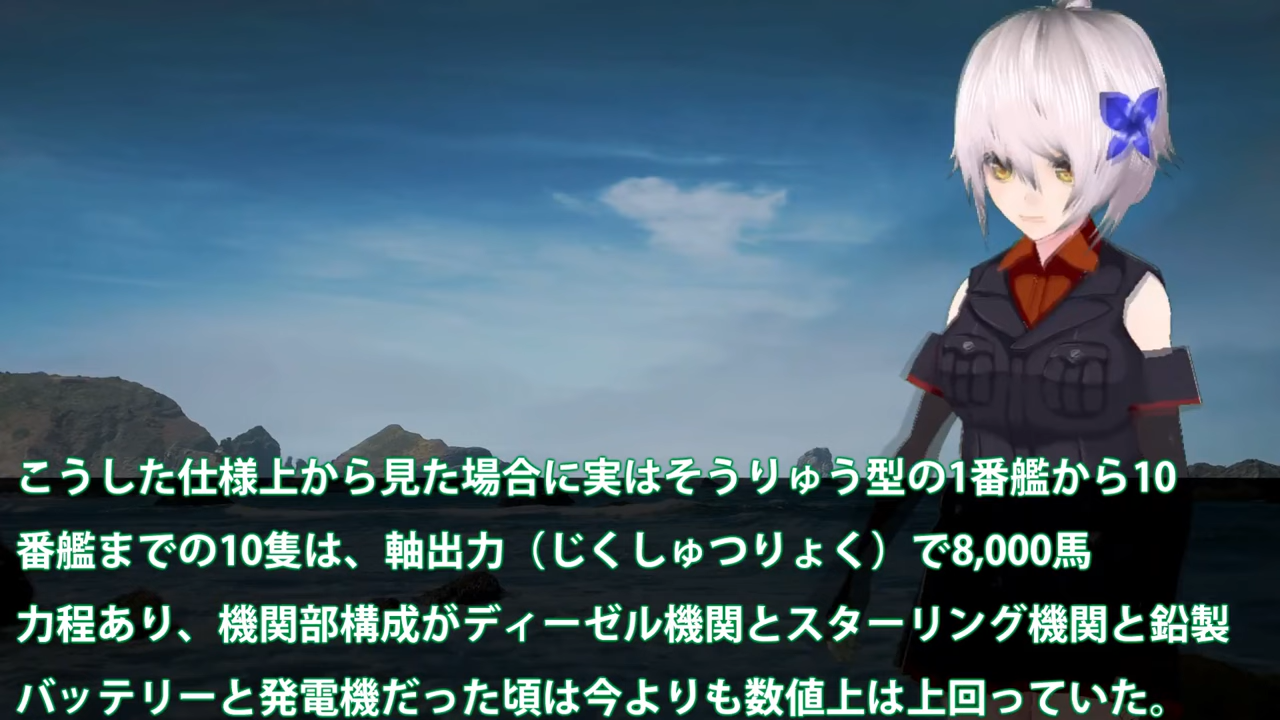 こうした仕様上から見た場合に実はそうりゅう型の1番艦から10
番艦までの10隻は、軸出力（じくしゅつりょく）で8,000馬
力程あり、機関部構成がディーゼル機関とスターリング機関と鉛製
バッテリーと発電機だった頃は今よりも数値上は上回っていた。